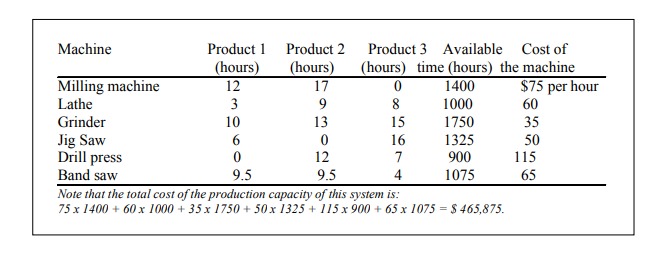 Machine Product 1 Product 2 Product 3 Available Cost of
(hours) (hours) (hours) time (hours) the machine
Milling machine 12 17 0 1400 $75 per hour
Lathe 3 9 8 1000 60
Grinder 10 13 15 1750 35
Jig Saw 6 0 16 1325 50
Drill press 0 12 7 900 115
Band saw 9.5 9.5 4 1075 65
Note that the total cost of the production capacity of this system is:
75 x 1400 + 60 x 1000 + 35 x 1750 + 50 x 1325 + 115 x 900 + 65 x 1075 = $ 465,875.